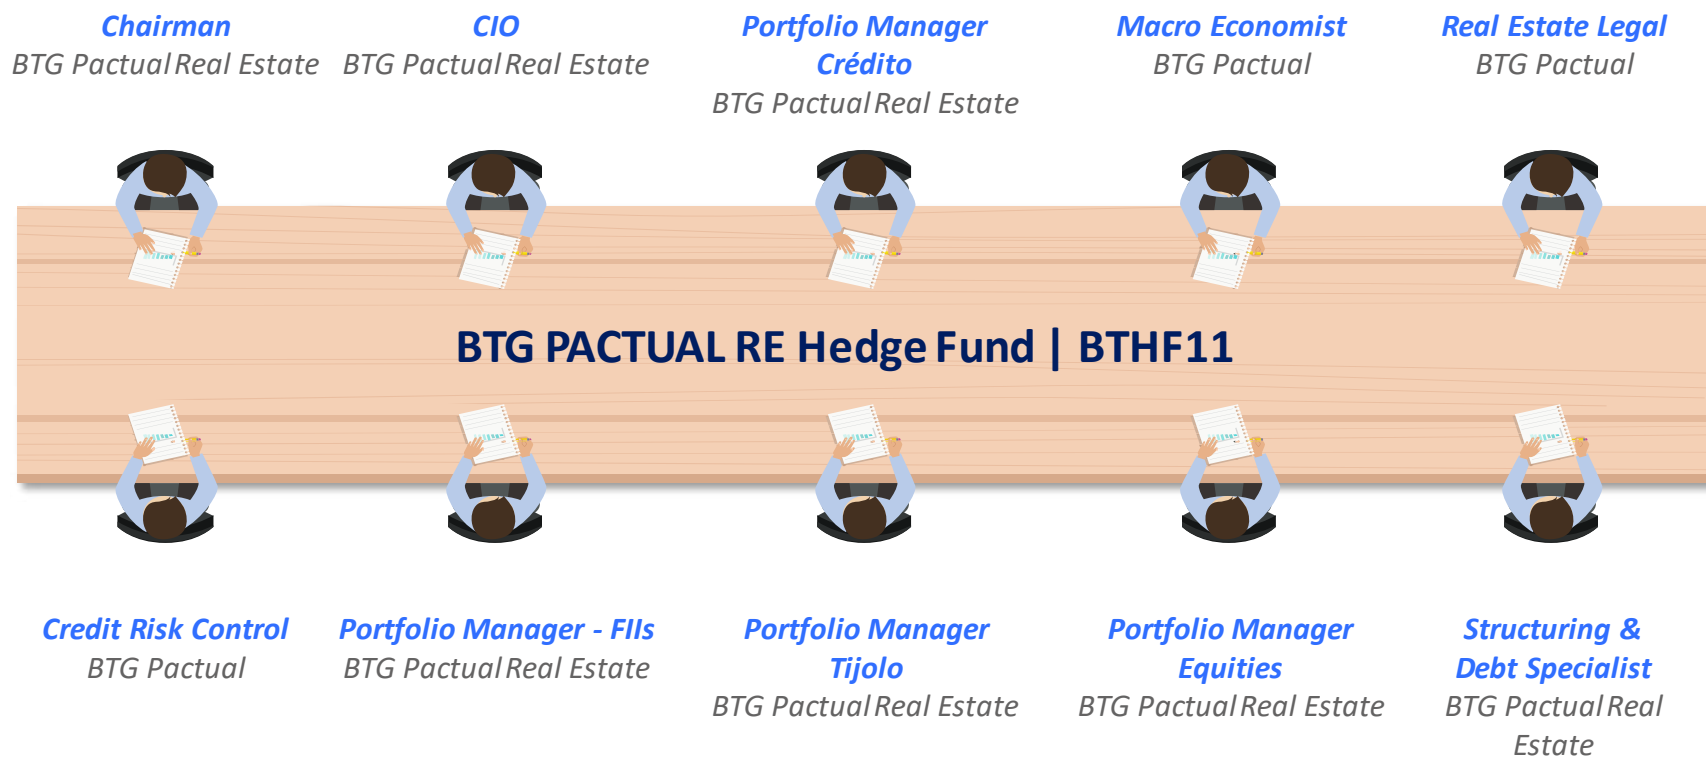 Chairman
BTG Pactual Real Estate
CIO
BTG Pactual Real Estate
Portfolio Manager
Crédito
BTG Pactual Real Estate
Macro Economist
BTG Pactual
Real Estate Legal
BTG Pactual
BTG PACTUAL RE Hedge Fund | BTHF11
Credit Risk Control
BTG Pactual
Portfolio Manager - FIIs
BTG Pactual Real Estate
Portfolio Manager
Tijolo
BTG Pactual Real Estate
Portfolio Manager
Equities
BTG Pactual Real Estate
Structuring &
Debt Specialist
BTG Pactual Real
Estate